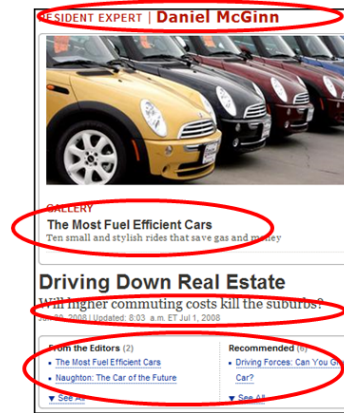 RESIDENT EXPERT | Daniel McGinn
GALLERY
The Most Fuel Efficient Cars
Ten small and stylish rides that save gas and money
Driving Down Real Estate
Will higher commuting costs kill the suburbs?
2008 | Updated: 8:03 a.m. ET Jul 1, 2008
From the Editors (2)
• The Most Fuel Efficient Cars
• Naughton: The Car of the Future
▼ See All
Recommended
• Driving Forces: Can You
Car?
▼ See All